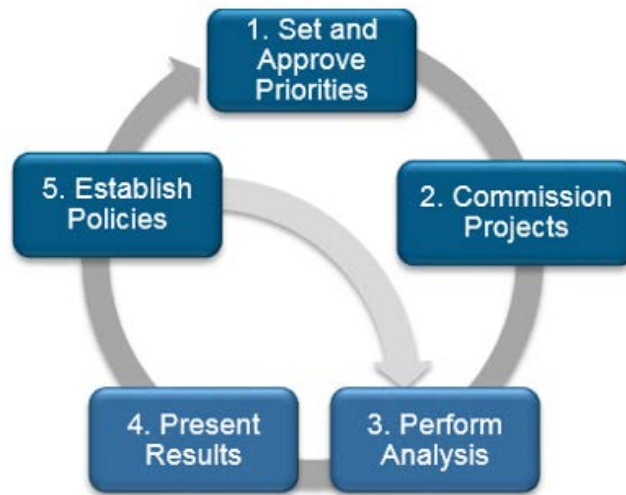 1. Set and
Approve
Priorities
2. Commission
Projects
3. Perform
Analysis
4. Present
Results
5. Establish
Policies